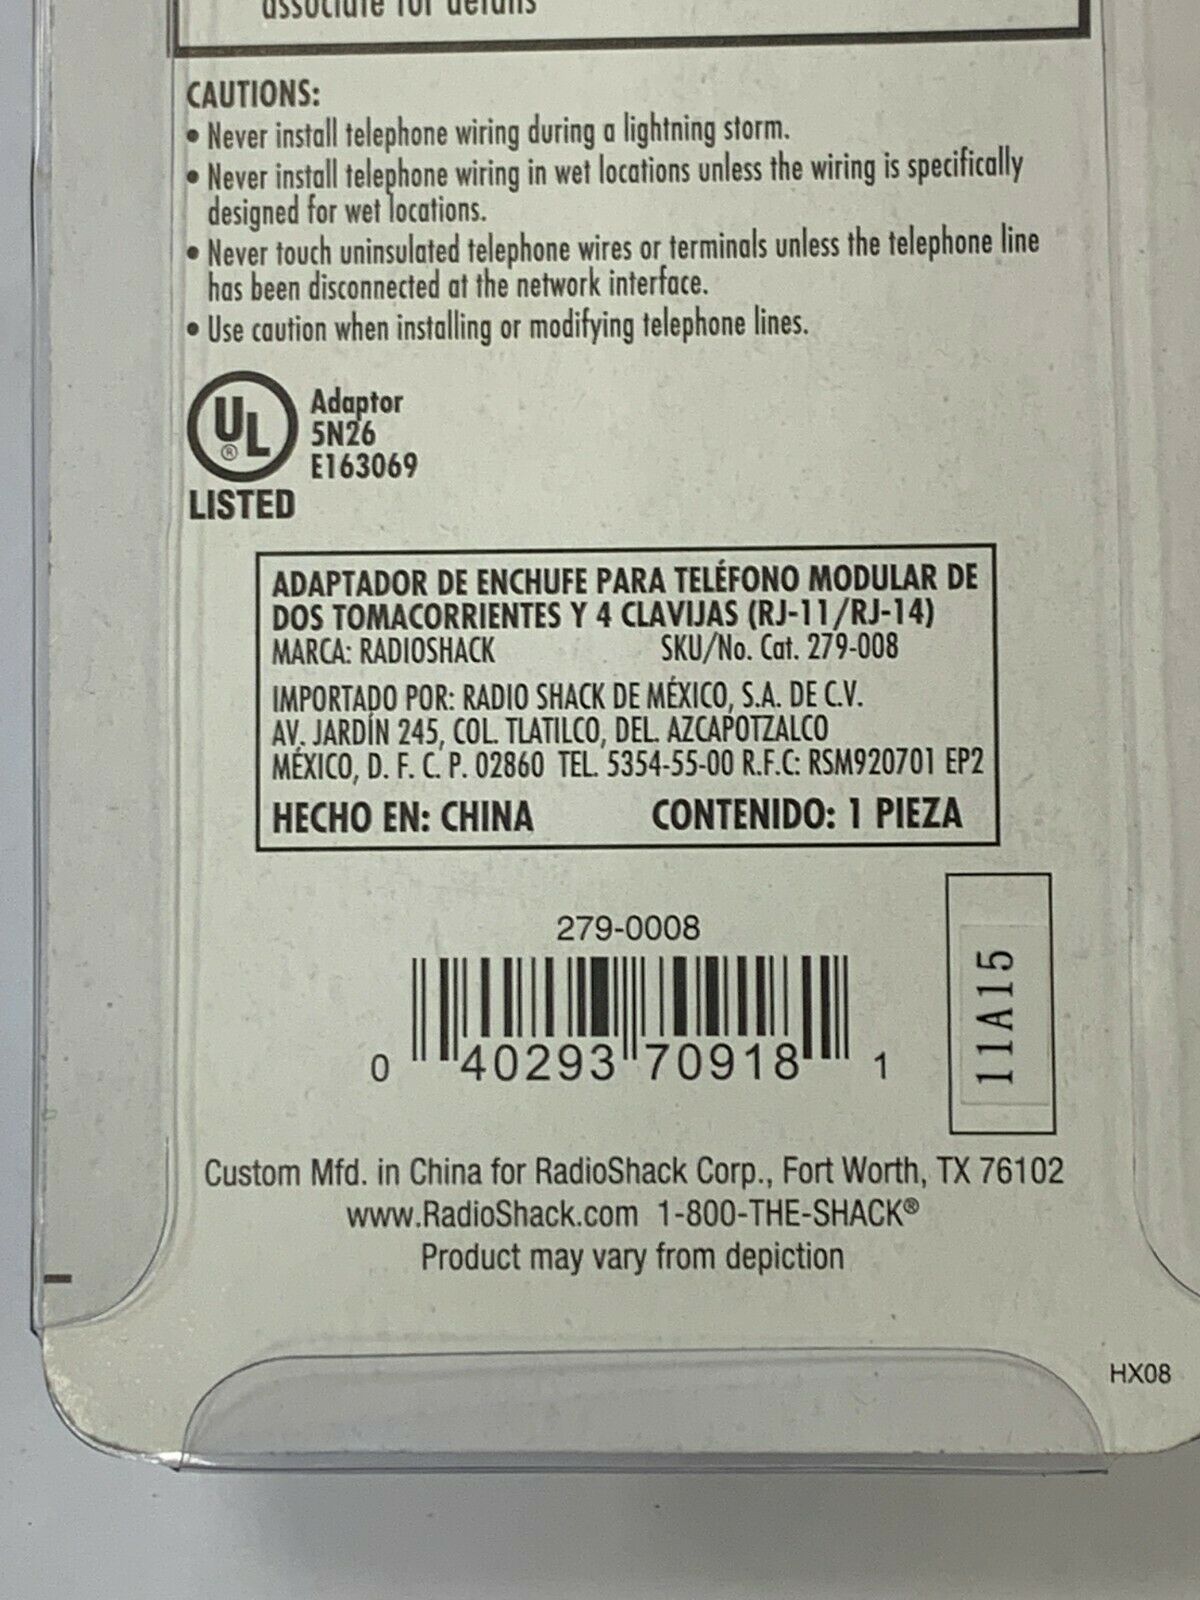 associate for details
CAUTIONS:
• Never install telephone wiring during a lightning storm.
• Never install telephone wiring in wet locations unless the wiring is specifically
designed for wet locations.
• Never touch uninsulated telephone wires or terminals unless the telephone line
has been disconnected at the network interface.
• Use caution when installing or modifying telephone lines.
UL®
LISTED
Adaptor
5N26
E163069
ADAPTADOR DE ENCHUFE PARA TELÉFONO MODULAR DE
DOS TOMACORRIENTES Y 4 CLAVIJAS (RJ-11/RJ-14)
MARCA: RADIOSHACK SKU/No. Cat. 279-008
IMPORTADO POR: RADIO SHACK DE MÉXICO, S.A. DE C.V.
AV. JARDÍN 245, COL. TLATILCO, DEL. AZCAPOTZALCO
MÉXICO, D. F. C. P. 02860 TEL. 5354-55-00 R.F.C: RSM920701 EP2
HECHO EN: CHINA CONTENIDO: 1 PIEZA
279-0008
0 40293 70918 1
11A15
Custom Mfd. in China for RadioShack Corp., Fort Worth, TX 76102
www.RadioShack.com 1-800-THE-SHACK®
Product may vary from depiction
HX08